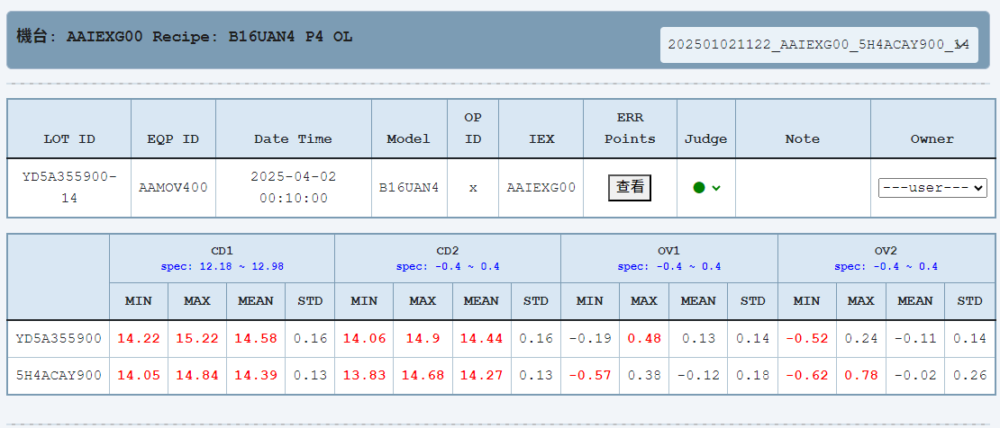 機台: AAIEXG00 Recipe: B16UAN4 P4 OL
202501021122_AAIEXG00_5H4ACAY900_14
LOT ID EQP ID Date Time Model OP ID IEX ERR Points Judge Note Owner
YD5A355900-14 AAMOV400 2025-04-02 00:10:00 B16UAN4 x AAIEXG00 查看 ---user---
CD1 CD2 OV1 OV2
spec: 12.18 ~ 12.98 spec: -0.4 ~ 0.4 spec: -0.4 ~ 0.4 spec: -0.4 ~ 0.4
MIN MAX MEAN STD MIN MAX MEAN STD MIN MAX MEAN STD MIN MAX MEAN STD
YD5A355900 14.22 15.22 14.58 0.16 14.06 14.9 14.44 0.16 -0.19 0.48 0.13 0.14 -0.52 0.24 -0.11 0.14
5H4ACAY900 14.05 14.84 14.39 0.13 13.83 14.68 14.27 0.13 -0.57 0.38 -0.12 0.18 -0.62 0.78 -0.02 0.26